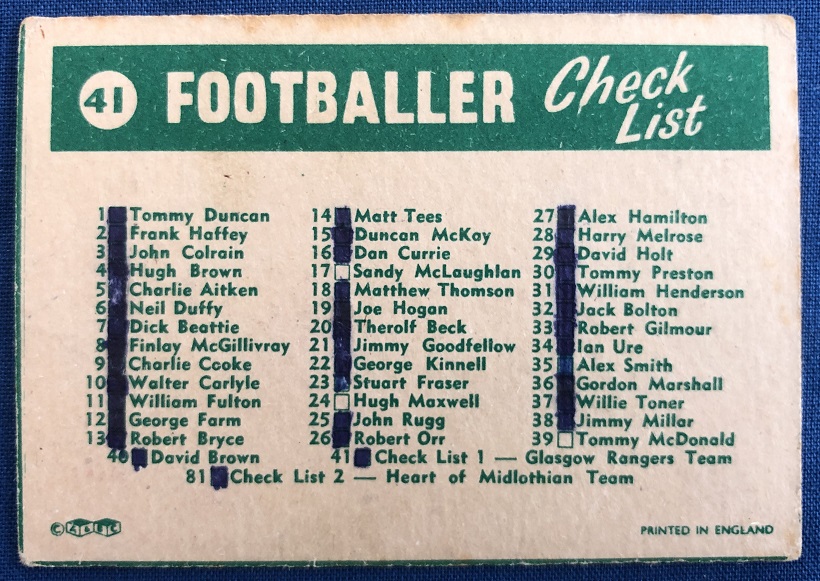 41 FOOTBALLER Check List
1 Tommy Duncan 14 Matt Tees 27 Alex Hamilton
2 Frank Haffey 15 Duncan McKay 28 Harry Melrose
3 John Colrain 16 Dan Currie 29 David Holt
4 Hugh Brown 17 Sandy McLaughlan 30 Tommy Preston
5 Charlie Aitken 18 Matthew Thomson 31 William Henderson
6 Neil Duffy 19 Joe Hogan 32 Jack Bolton
7 Dick Beattie 20 Therolf Beck 33 Robert Gilmour
8 Finlay McGillivray 21 Jimmy Goodfellow 34 Ian Ure
9 Charlie Cooke 22 George Kinnell 35 Alex Smith
10 Walter Carlyle 23 Stuart Fraser 36 Gordon Marshall
11 William Fulton 24 Hugh Maxwell 37 Willie Toner
12 George Farm 25 John Rugg 38 Jimmy Millar
13 Robert Bryce 26 Robert Orr 39 Tommy McDonald
40 David Brown 41 Check List 1 — Glasgow Rangers Team
81 Check List 2 — Heart of Midlothian Team
© A&BC PRINTED IN ENGLAND